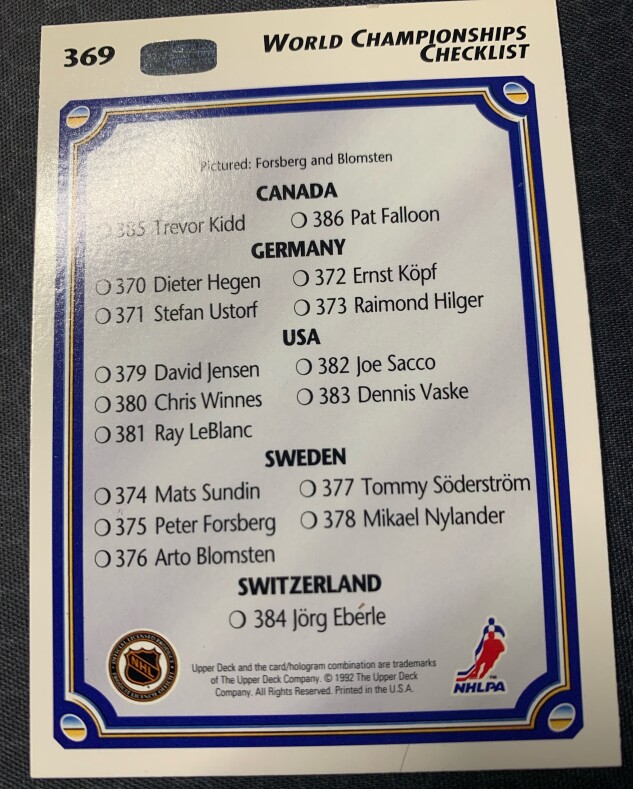 369
WORLD CHAMPIONSHIPS
CHECKLIST
Pictured: Forsberg and Blomsten
CANADA
385 Trevor Kidd 386 Pat Falloon
GERMANY
370 Dieter Hegen 372 Ernst Köpf
371 Stefan Ustorf 373 Raimond Hilger
USA
379 David Jensen 382 Joe Sacco
380 Chris Winnes 383 Dennis Vaske
381 Ray LeBlanc
SWEDEN
374 Mats Sundin 377 Tommy Söderström
375 Peter Forsberg 378 Mikael Nylander
376 Arto Blomsten
SWITZERLAND
384 Jörg Eberle
NHL
Upper Deck and the card/hologram combination are trademarks
of The Upper Deck Company. © 1992 The Upper Deck
Company. All Rights Reserved. Printed in the U.S.A.
NHLPA